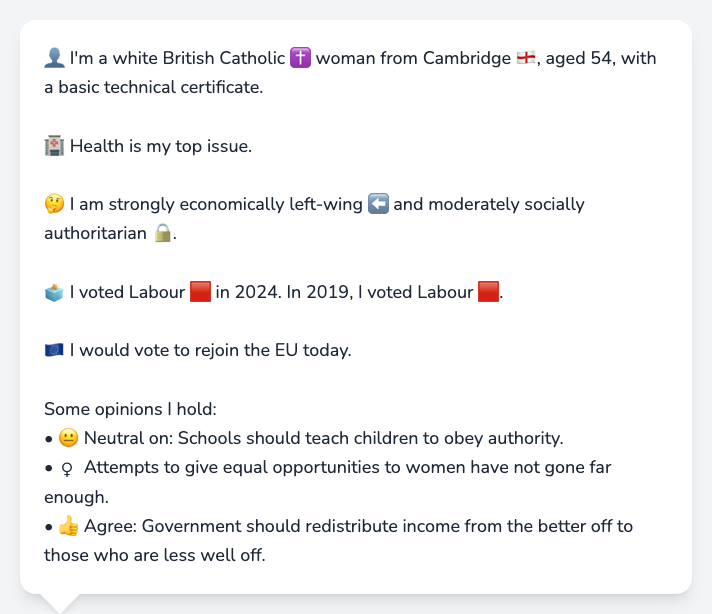 👤 I'm a white British Catholic ✝️ woman from Cambridge 🏴󠁧󠁢󠁥󠁮󠁧󠁿, aged 54, with
a basic technical certificate.
🏥 Health is my top issue.
🤔 I am strongly economically left-wing ⬅️ and moderately socially
authoritarian 🔒.
🗳️ I voted Labour 🟥 in 2024. In 2019, I voted Labour 🟥.
🇪🇺 I would vote to rejoin the EU today.
Some opinions I hold:
• 😐 Neutral on: Schools should teach children to obey authority.
• ♀ Attempts to give equal opportunities to women have not gone far
enough.
• 👍 Agree: Government should redistribute income from the better off to
those who are less well off.